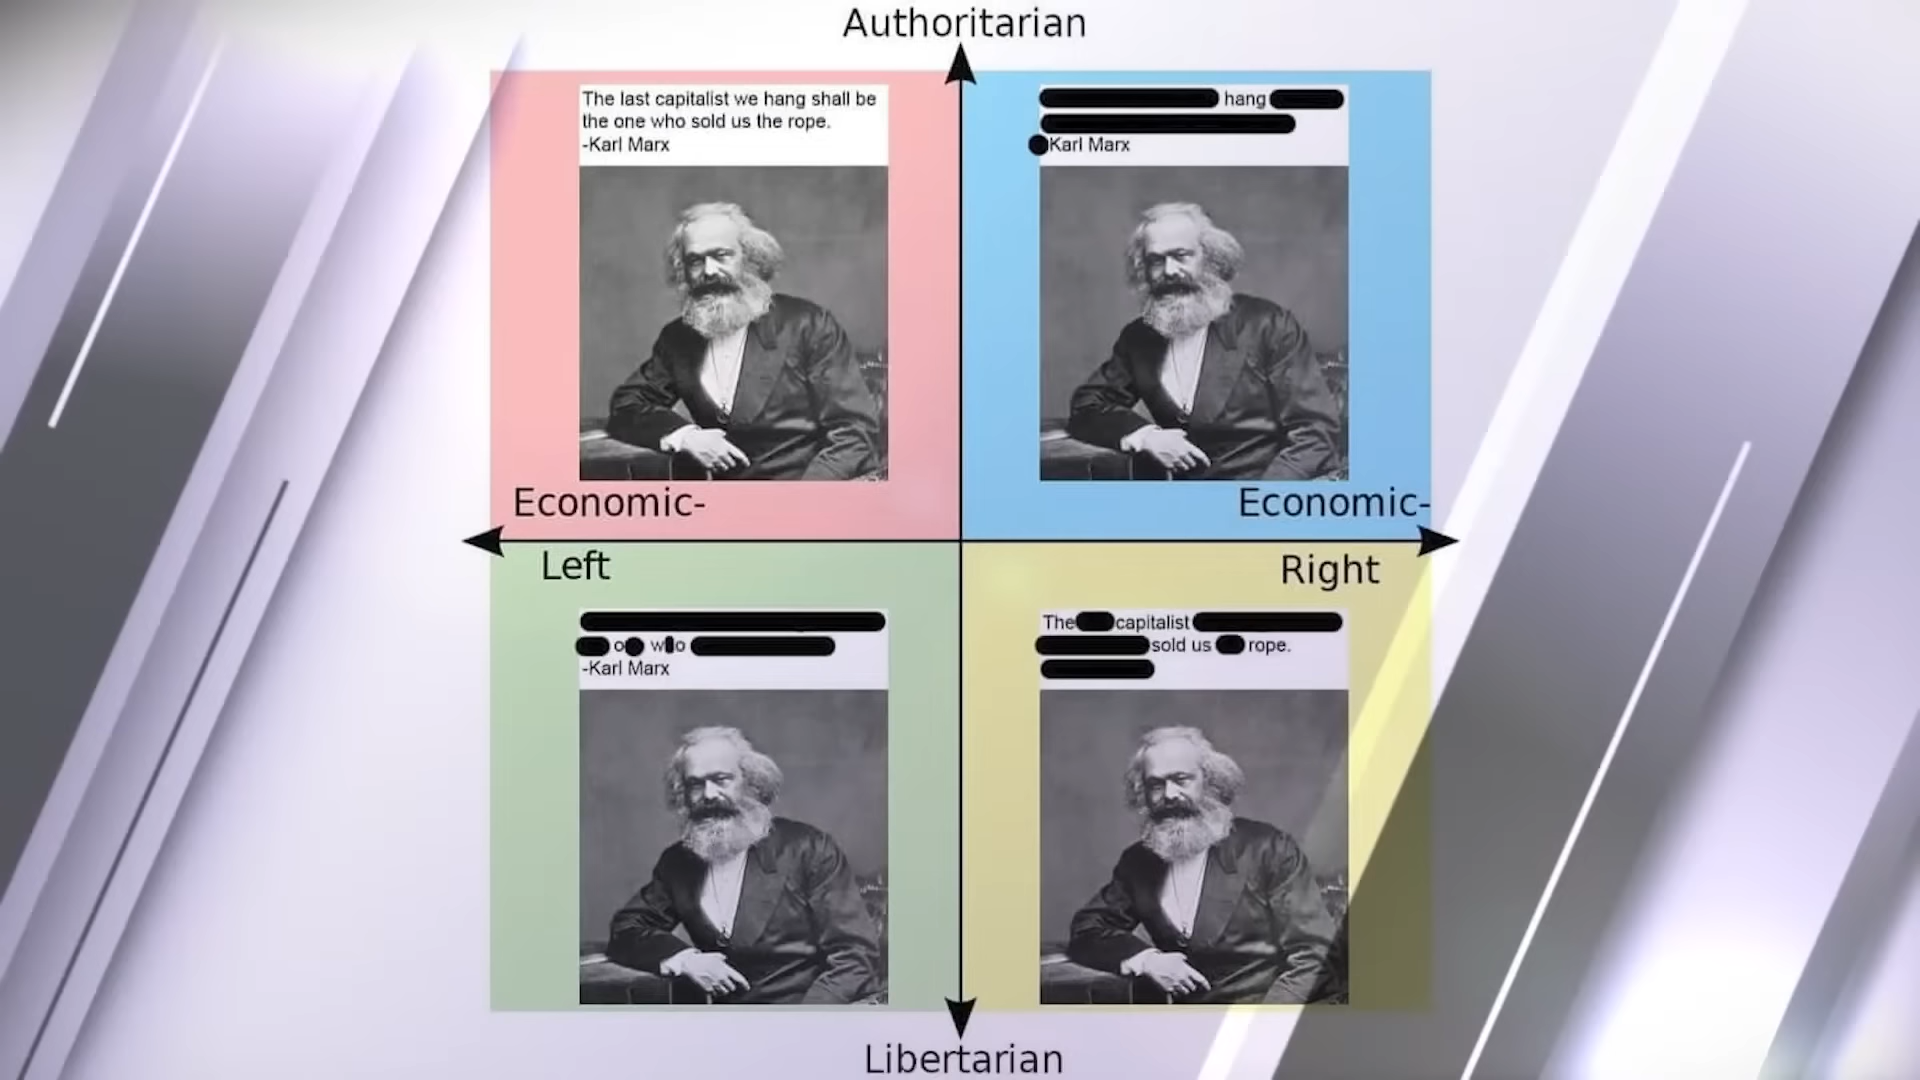 Authoritarian
The last capitalist we hang shall be
the one who sold us the rope.
-Karl Marx
hang
Karl Marx
Economic-
Left
Economic-
Right
o w o
-Karl Marx
The capitalist
sold us rope.
Libertarian